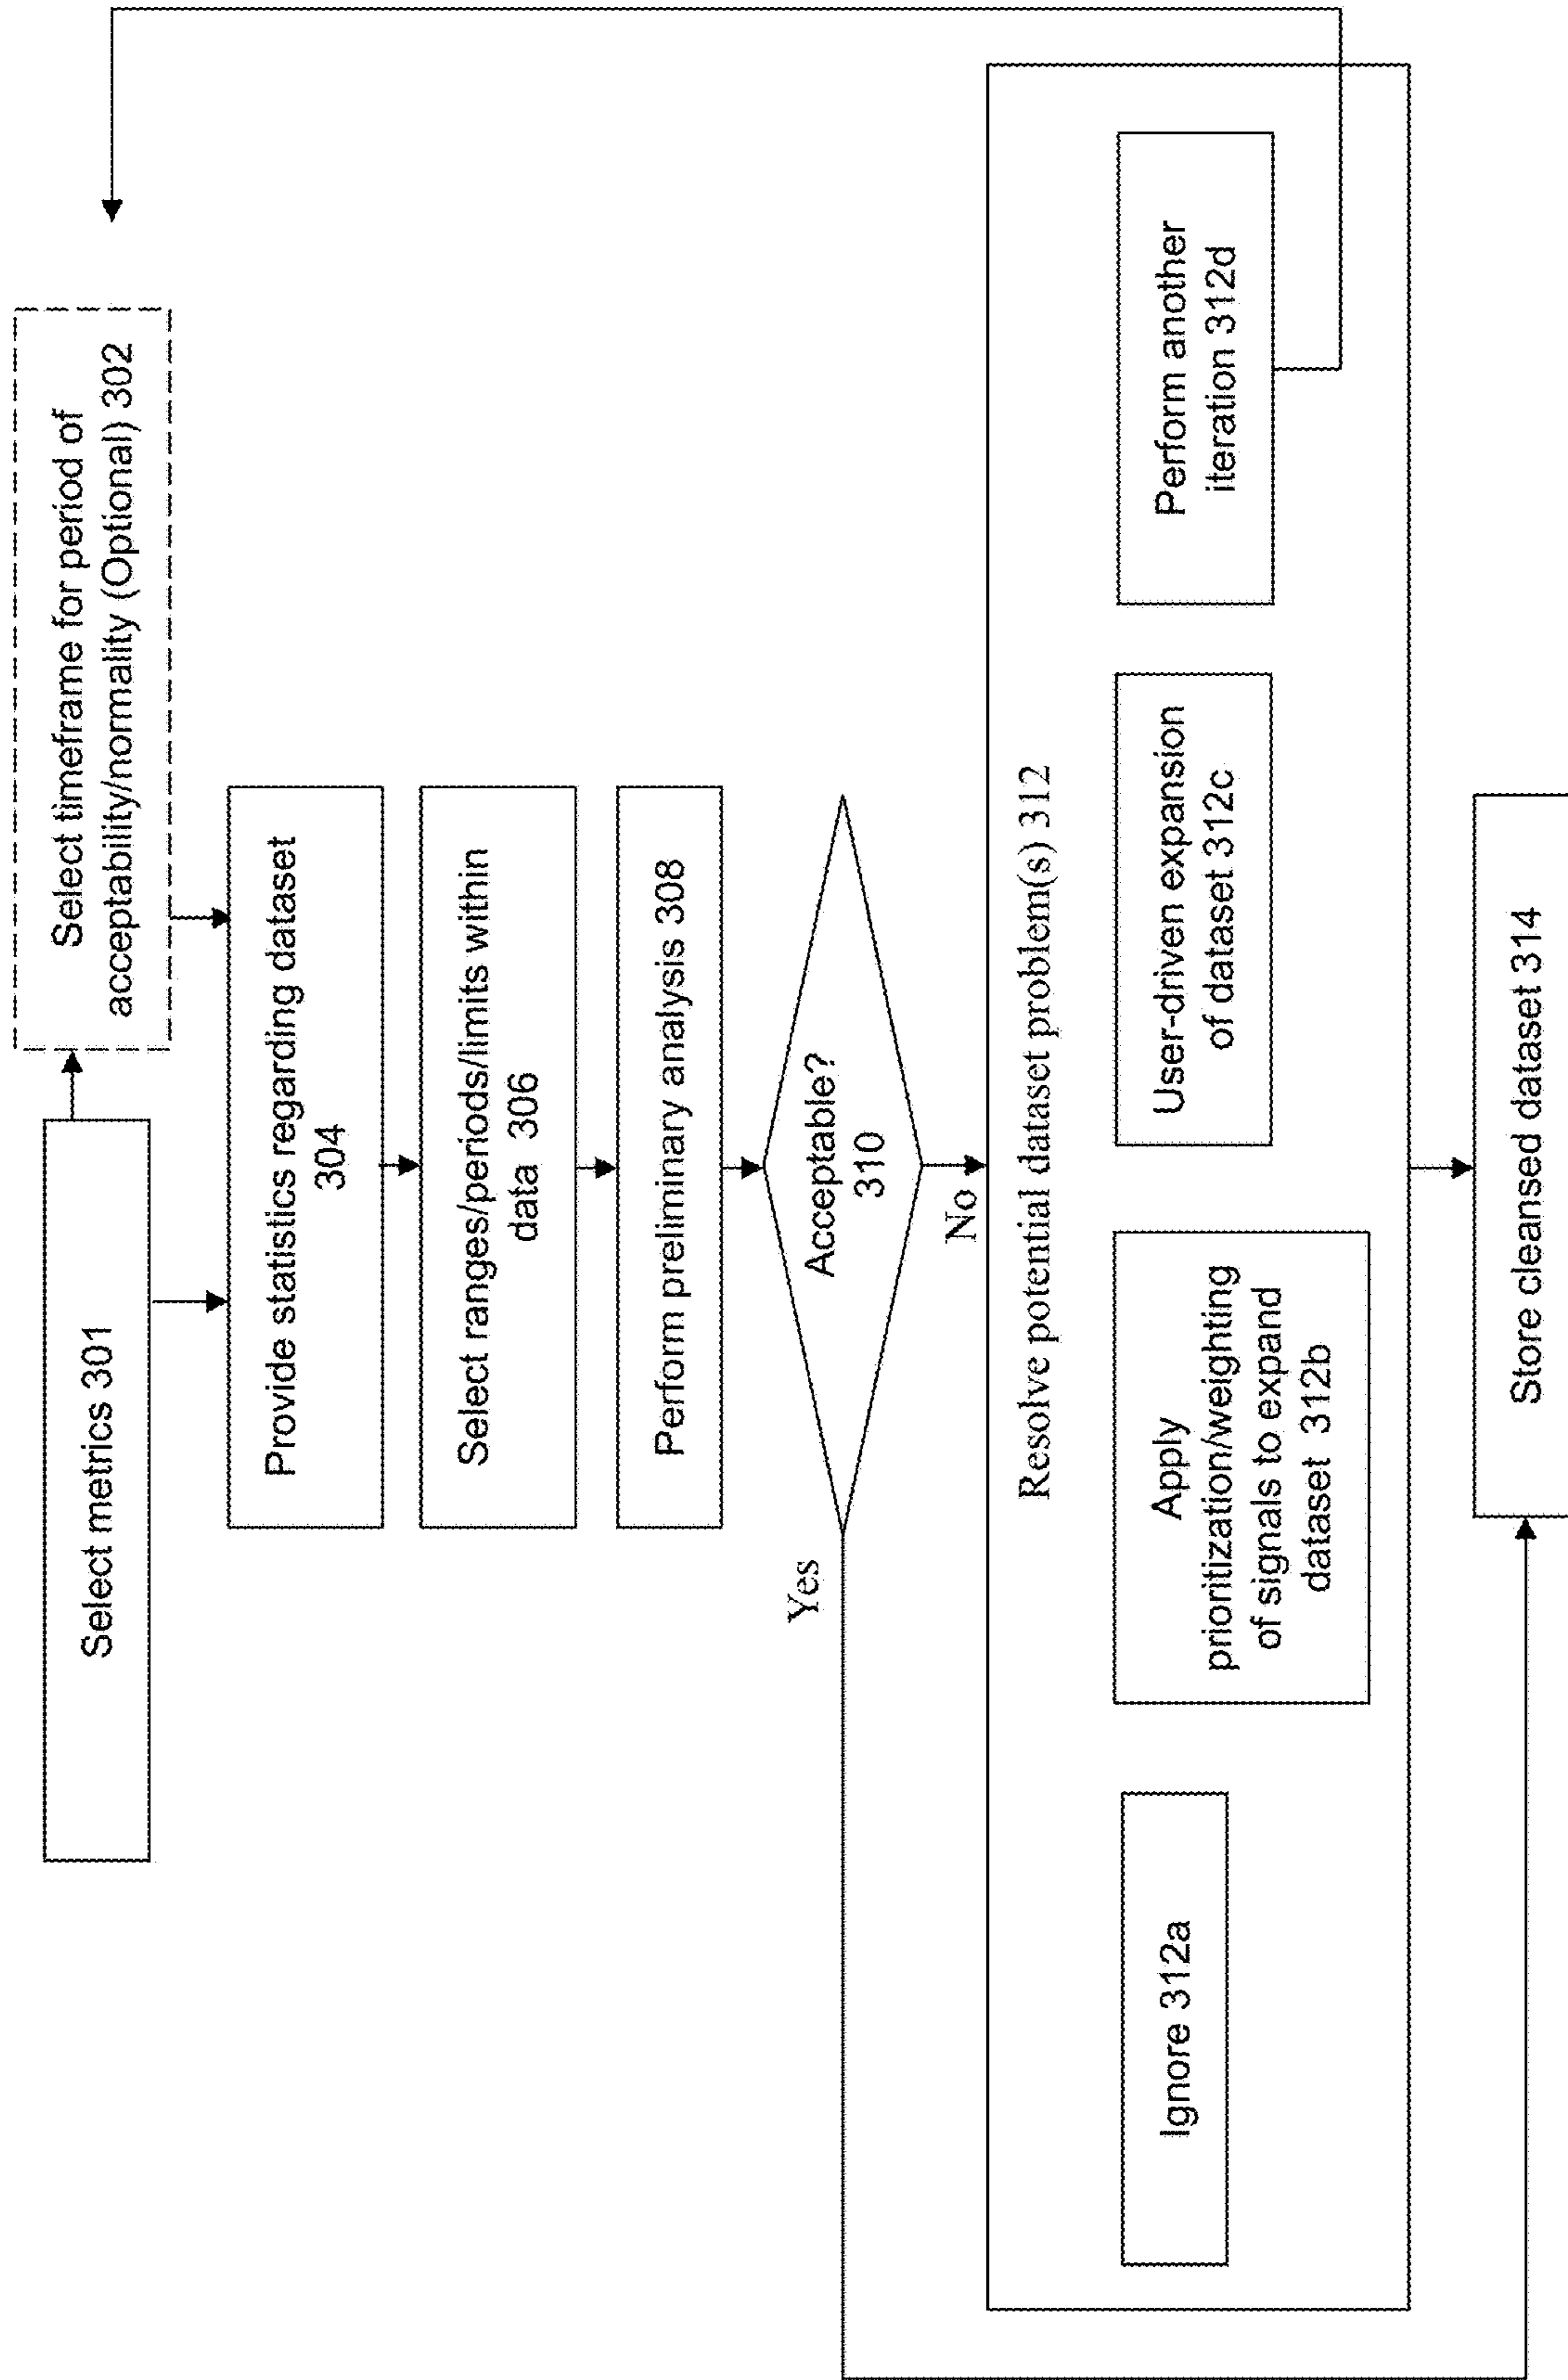 Select metrics 301
Select timeframe for period of
acceptability/normality (Optional) 302
Provide statistics regarding dataset
304
Select ranges/periods/limits within
data 306
Perform preliminary analysis 308
Acceptable?
310
Yes
No
Resolve potential dataset problem(s) 312
Ignore 312a
Apply
prioritization/weighting
of signals to expand
dataset 312b
User-driven expansion
of dataset 312c
Perform another
iteration 312d
Store cleansed dataset 314